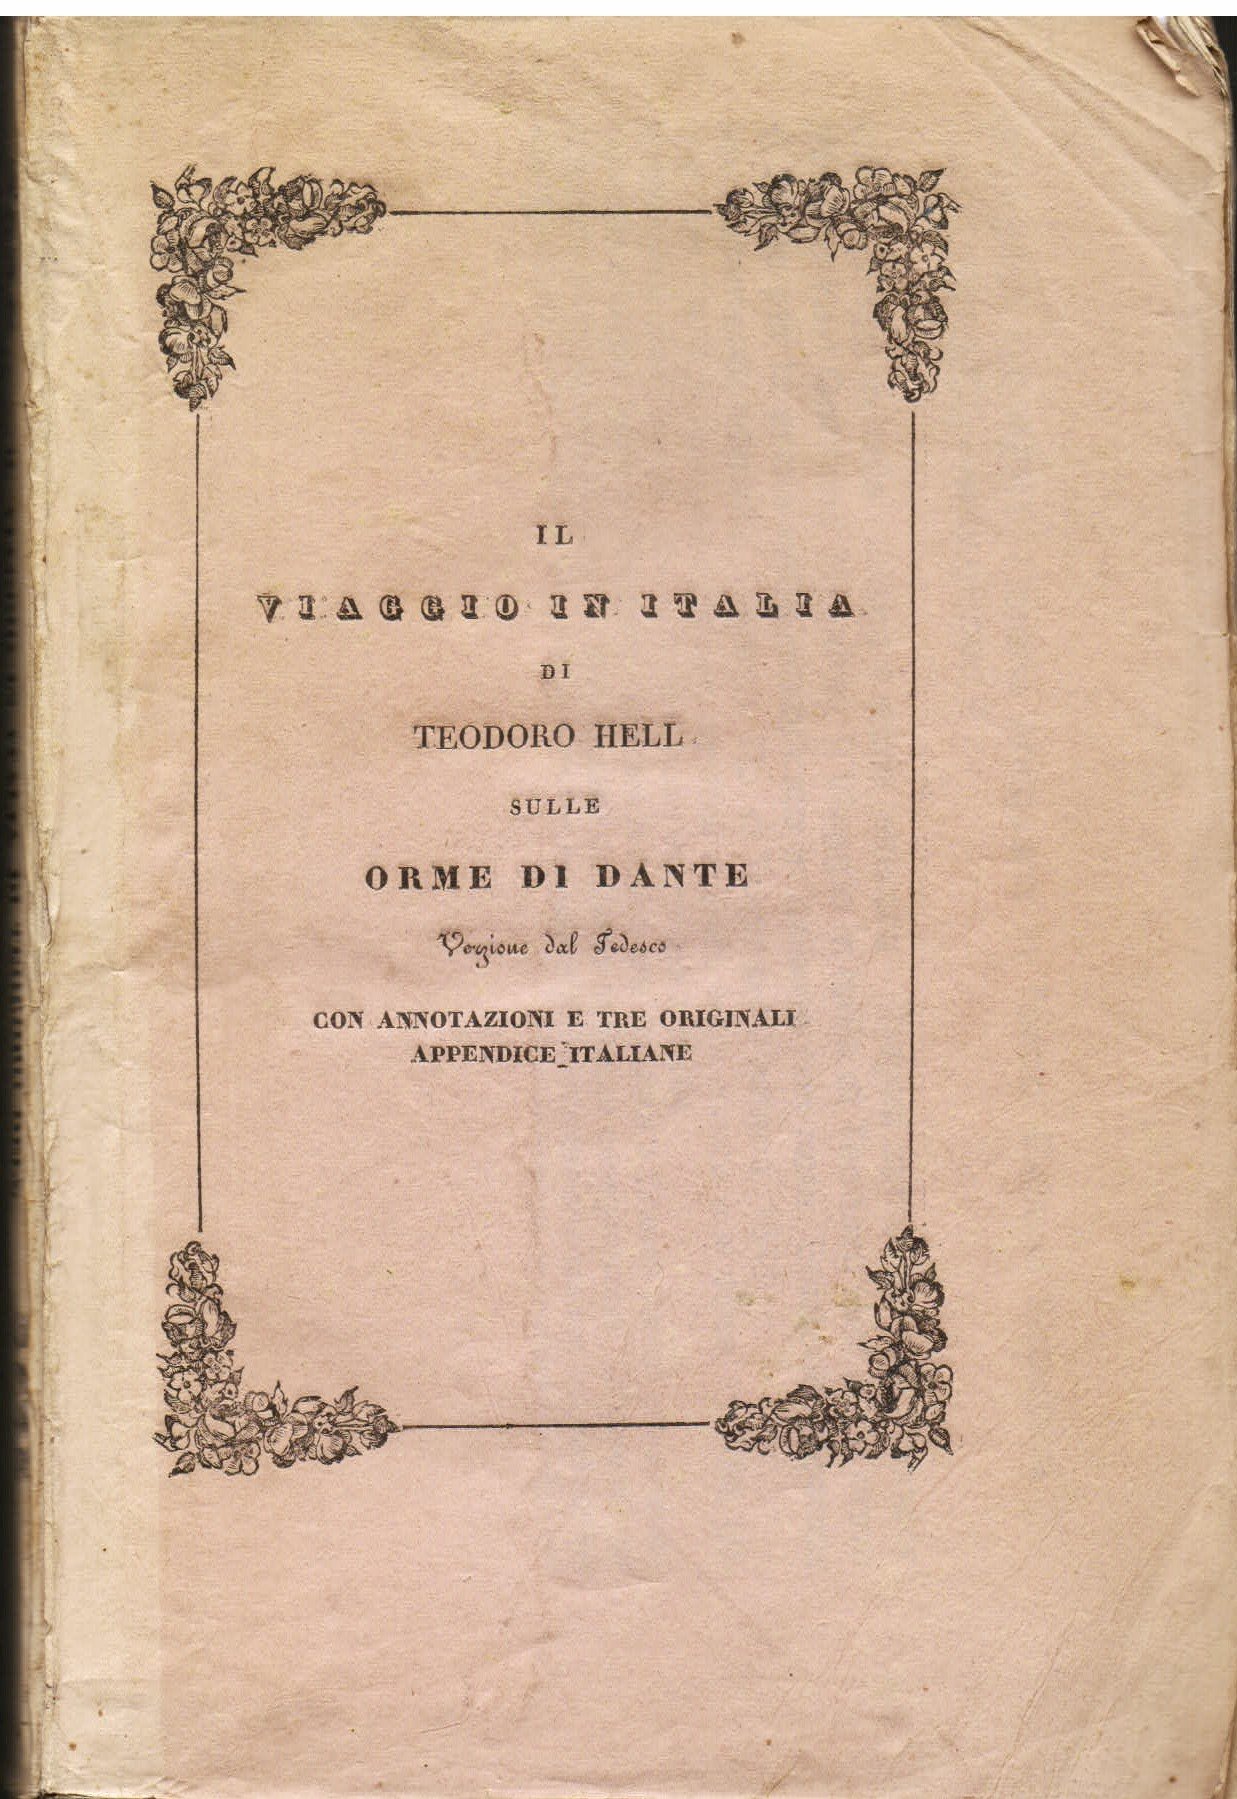 IL
VIAGGIO IN ITALIA
DI
TEODORO HELL
SULLE
ORME DI DANTE
Versione dal Tedesco
CON ANNOTAZIONI E TRE ORIGINALI
APPENDICE ITALIANE